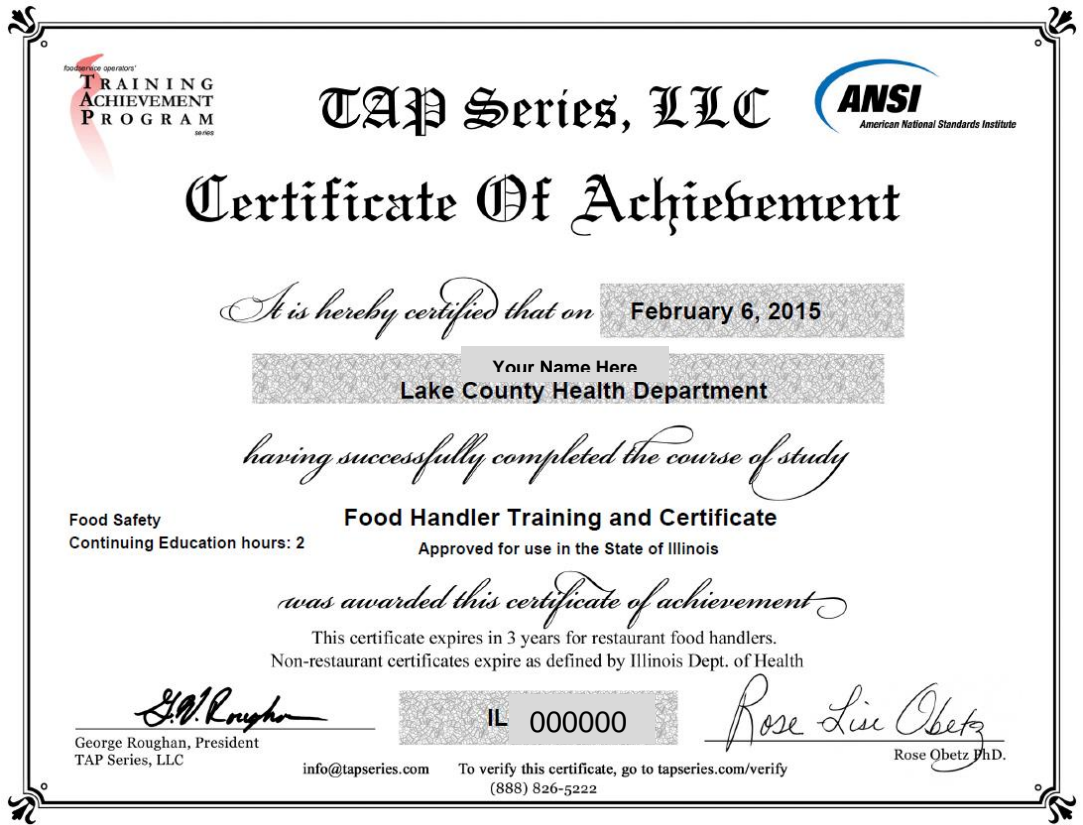 foodservice operators'
TRAINING
ACHIEVEMENT
PROGRAM
series
TAP Series, LLC
ANSI
American National Standards Institute
Certificate Of Achievement
It is hereby certified that on February 6, 2015
Your Name Here
Lake County Health Department
having successfully completed the course of study
Food Safety
Continuing Education hours: 2
Food Handler Training and Certificate
Approved for use in the State of Illinois
was awarded this certificate of achievement
This certificate expires in 3 years for restaurant food handlers.
Non-restaurant certificates expire as defined by Illinois Dept. of Health
G.W. Roughan
George Roughan, President
TAP Series, LLC
IL 000000
Rose Lise Obetz
Rose Obetz PhD.
info@tapseries.com To verify this certificate, go to tapseries.com/verify
(888) 826-5222